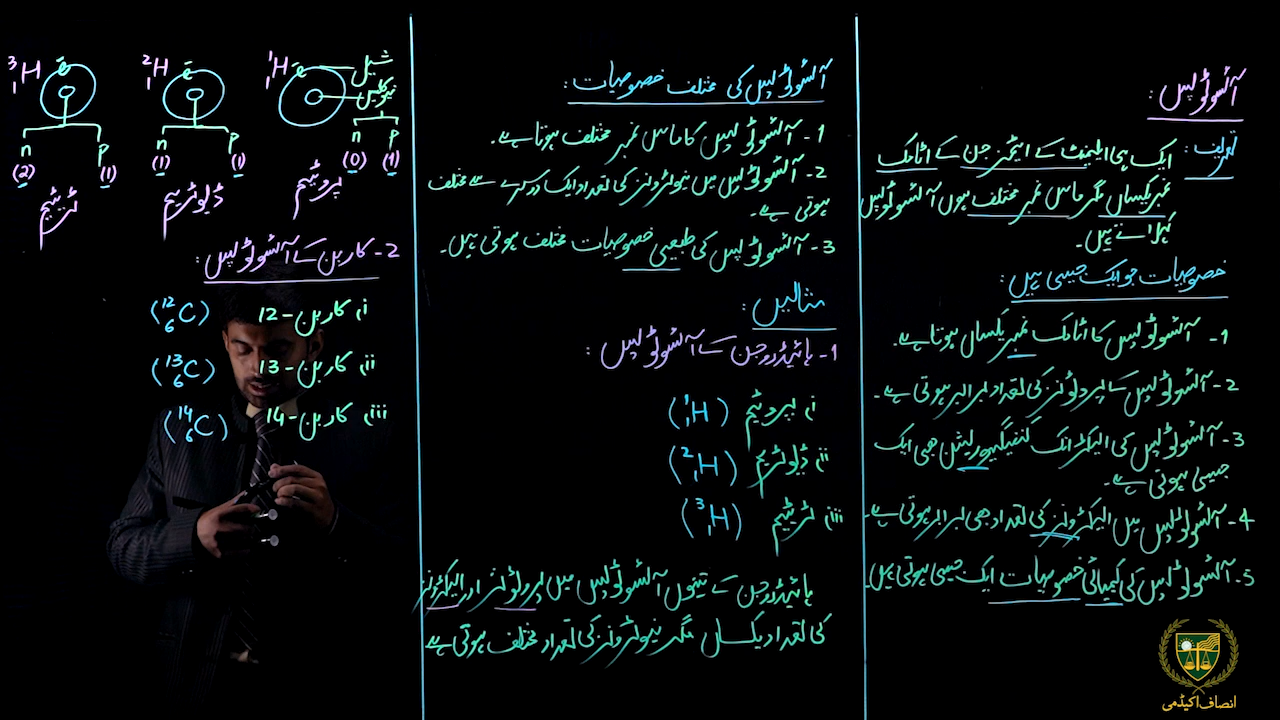 آئسوٹوپس :
تعریف : ایک ہی ایلیمنٹ کے ایٹمز جن کے اٹامک
نمبر یکساں مگر ماس نمبر مختلف ہوں آئسوٹوپس
کہلاتے ہیں۔
خصوصیات جو ایک جیسی ہیں :
1- آئسوٹوپس کا اٹامک نمبر یکساں ہوتا ہے۔
2- آئسوٹوپس کے پروٹونز کی تعداد برابر ہوتی ہے۔
3- آئسوٹوپس کی الیکٹرانک کنفیگیوریشن بھی ایک
جیسی ہوتی ہے۔
4- آئسوٹوپس میں الیکٹرونز کی تعداد بھی برابر ہوتی ہے۔
5- آئسوٹوپس کی کیمیائی خصوصیات ایک جیسی ہوتی ہیں۔
آئسوٹوپس کی مختلف خصوصیات :
1- آئسوٹوپس کا ماس نمبر مختلف ہوتا ہے۔
2- آئسوٹوپس میں نیوٹرونز کی تعداد ایک دوسرے سے مختلف
ہوتی ہے۔
3- آئسوٹوپس کی طبیعی خصوصیات مختلف ہوتی ہیں۔
مثالیں :
1- ہائیڈروجن کے آئسوٹوپس :
i, پروٹیم (¹₁H)
ii, ڈیوٹریم (²₁H)
iii, ٹریٹیم (³₁H)
ہائیڈروجن کے تینوں آئسوٹوپس میں پروٹونز اور الیکٹرونز
کی تعداد یکساں مگر نیوٹرونز کی تعداد مختلف ہوتی ہے
¹₁H e شیل
نیوکلیس
n p
(0) (1)
پروٹیم
²₁H e
n p
(1) (1)
ڈیوٹریم
³₁H e
n p
(2) (1)
ٹریٹیم
2- کاربن کے آئسوٹوپس :
i, کاربن-12 (¹²₆C)
ii, کاربن-13 (¹³₆C)
iii, کاربن-14 (¹⁴₆C)
انصاف اکیڈمی